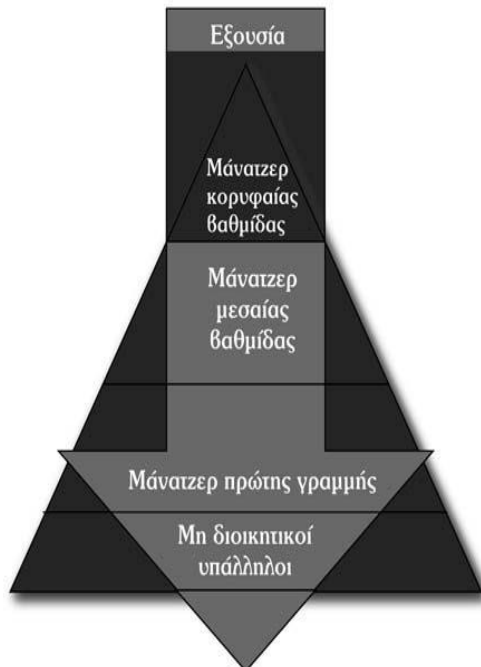 Εξουσία
Μάνατζερ
κορυφαίας
βαθμίδας
Μάνατζερ
μεσαίας
βαθμίδας
Μάνατζερ πρώτης γραμμής
Μη διοικητικοί
υπάλληλοι